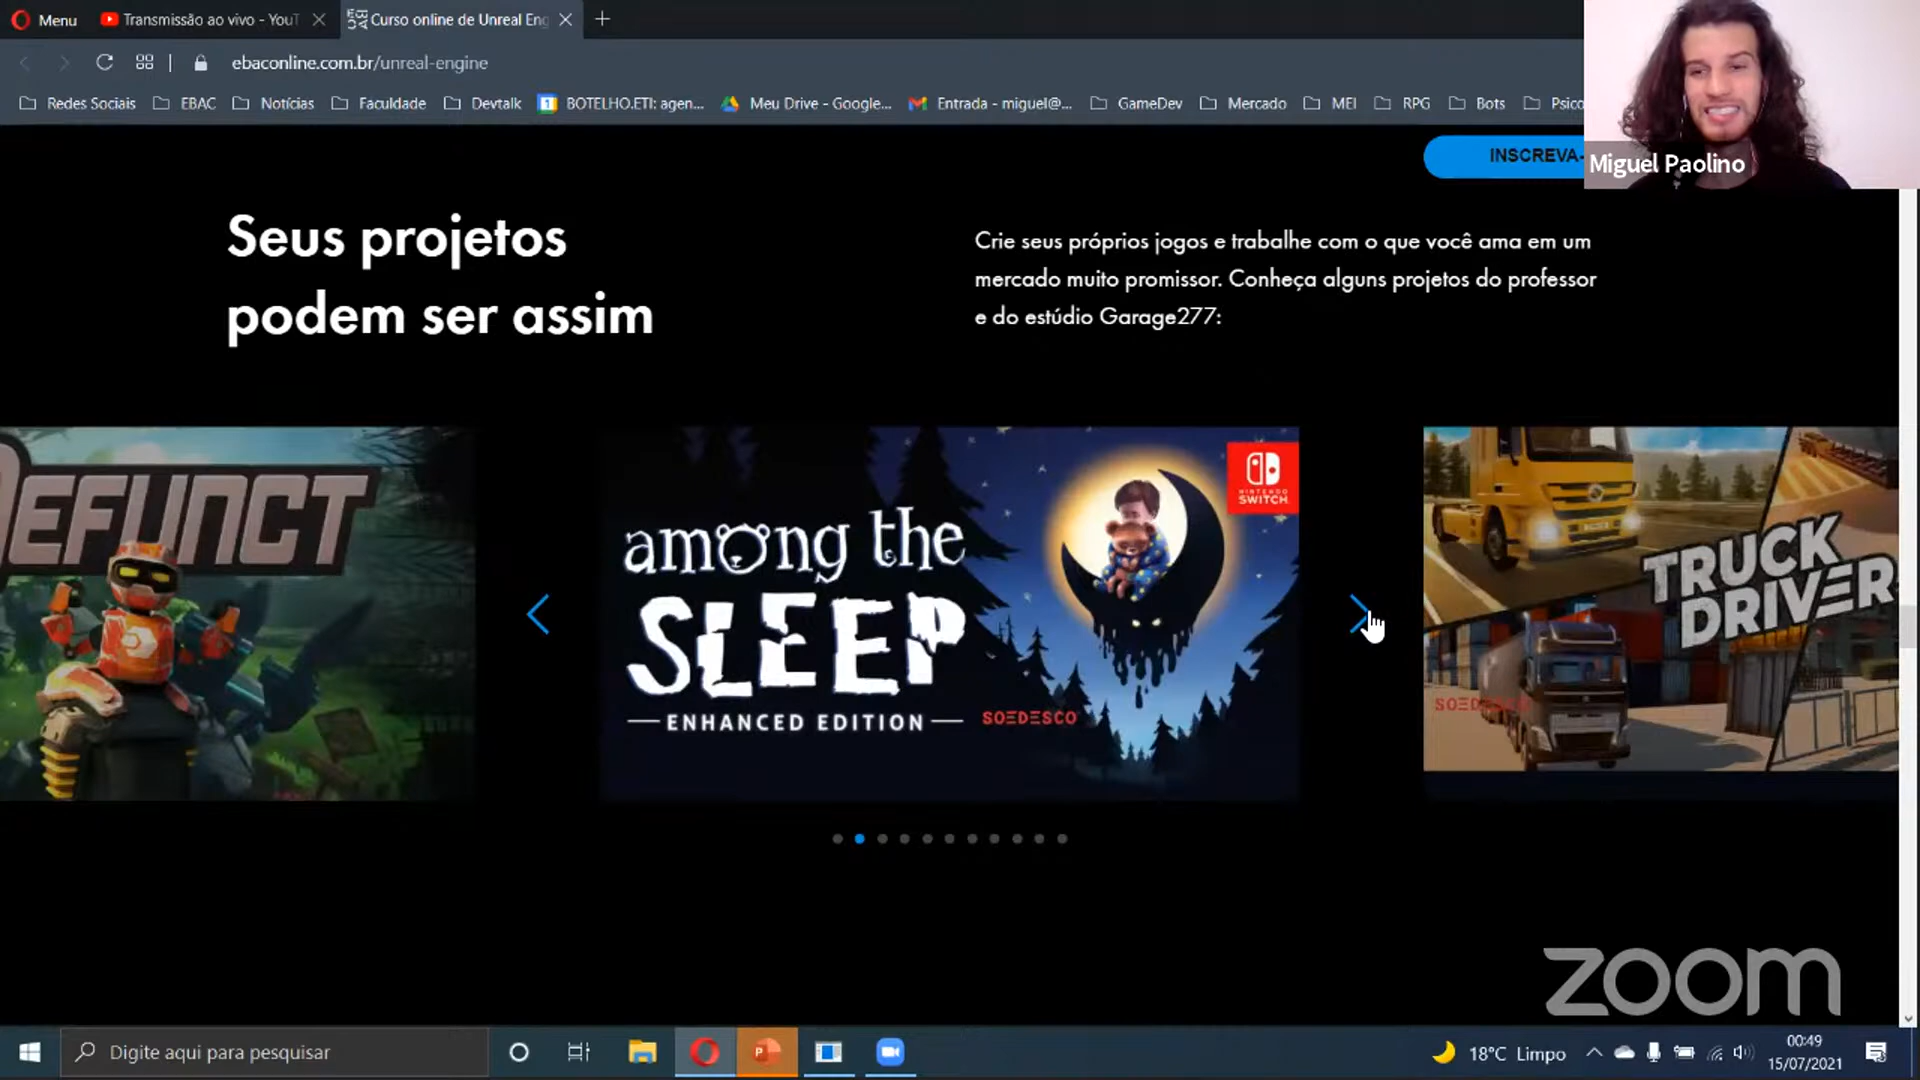 Menu
Transmissão ao vivo - YouT
Curso online de Unreal Eng
ebaconline.com.br/unreal-engine
Redes Sociais
EBAC
Notícias
Faculdade
Devtalk
BOTELHO.ETI: agen...
Meu Drive - Google...
Entrada - miguel@...
GameDev
Mercado
MEI
RPG
Bots
Psico
INSCREVA-
Miguel Paolino
Seus projetos
podem ser assim
Crie seus próprios jogos e trabalhe com o que você ama em um
mercado muito promissor. Conheça alguns projetos do professor
e do estúdio Garage277:
DEFUNCT
among the
SLEEP
ENHANCED EDITION
SOEDESCO
NINTENDO
SWITCH
TRUCK
DRIVER
SOEDESCO
zoom
Digite aqui para pesquisar
18°C Limpo
00:49
15/07/2021